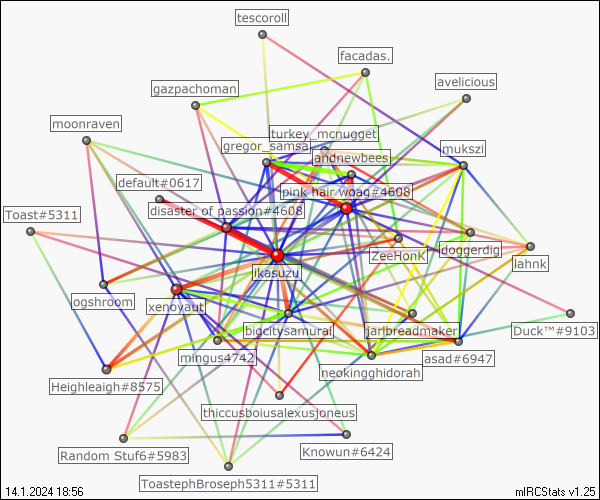 tescoroll
facadas.
avelicious
gazpachoman
moonraven
turkey_mcnugget
gregor_samsa
mukszi
andnewbees
default#0617
pink hair woag#4608
disaster of passion#4608
Toast#5311
doggerdig
ZeeHonK
lahnk
ikasuzu
ogshroom
xenoyaut
bigcitysamurai
jarlbreadmaker
Duck™#9103
mingus4742
asad#6947
neokingghidorah
Heighleigh#8575
thiccusboiusalexusjoneus
Random Stuf6#5983
Knowun#6424
ToastephBroseph5311#5311
14.1.2024 18:56
mIRCStats v1.25